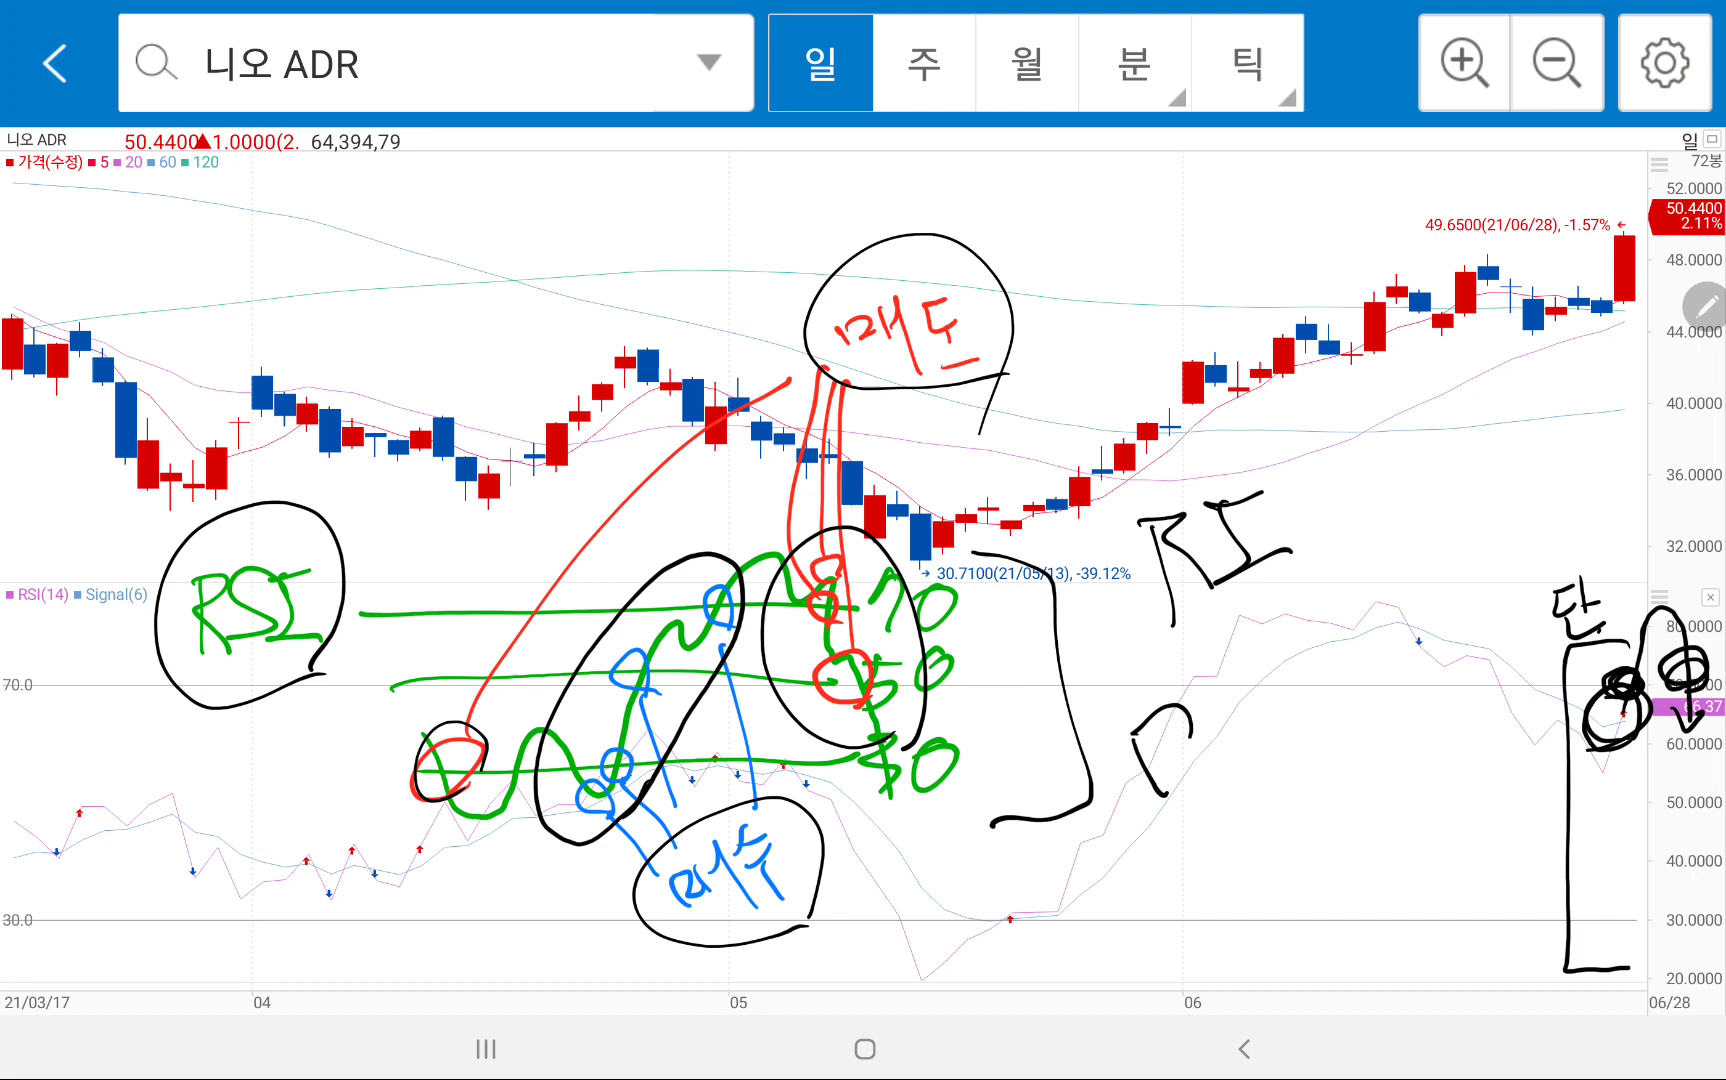 니오 ADR
일 주 월 분 틱
니오 ADR 50.4400▲1.0000(2. 64,394,79 일
가격(수정) 5 20 60 120
72봉
52.0000
50.4400
2.11%
49.6500(21/06/28), -1.57%
48.0000
44.0000
40.0000
36.0000
32.0000
매도
30.7100(21/05/13), -39.12%
RSI(14) Signal(6)
RSI
70
50
30
매수
단
80.0000
70.0
60.0000
50.0000
40.0000
30.0 30.0000
20.0000
21/03/17 04 05 06 06/28